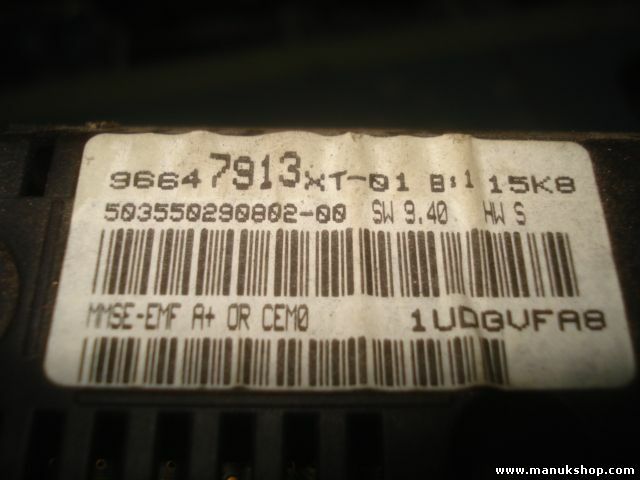 96647913XT-01 B:1 15K8
503550290802-00 SW 9.40 HW S
MMSE-EMF A+ OR CEM0
1UDGVFA8
www.manukshop.com